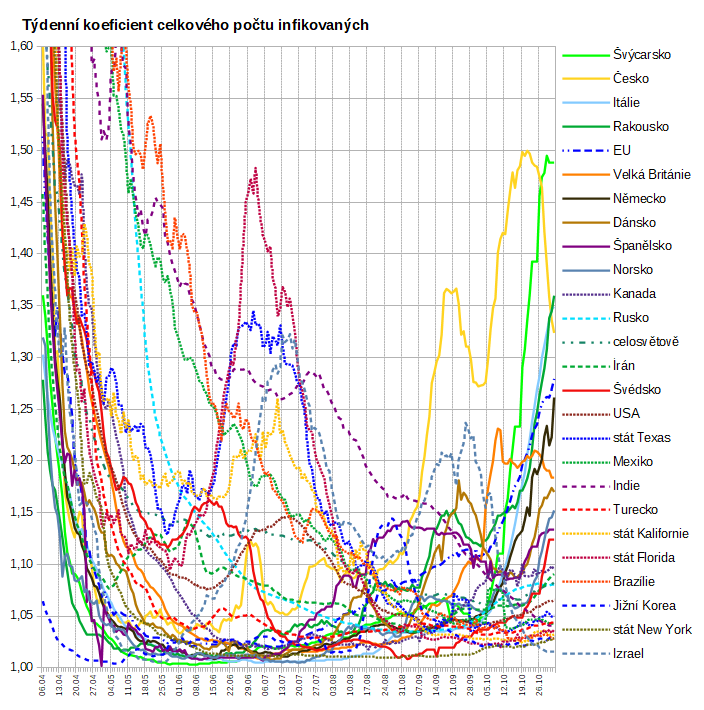 Týdenní koeficient celkového počtu infikovaných
1,60
1,55
1,50
1,45
1,40
1,35
1,30
1,25
1,20
1,15
1,10
1,05
1,00
06.04
13.04
20.04
27.04
04.05
11.05
18.05
25.05
01.06
08.06
15.06
22.06
29.06
06.07
13.07
20.07
27.07
03.08
10.08
17.08
24.08
31.08
07.09
14.09
21.09
28.09
05.10
12.10
19.10
26.10
Švýcarsko
Česko
Itálie
Rakousko
EU
Velká Británie
Německo
Dánsko
Španělsko
Norsko
Kanada
Rusko
celosvětově
Írán
Švédsko
USA
stát Texas
Mexiko
Indie
Turecko
stát Kalifornie
stát Florida
Brazilie
Jižní Korea
stát New York
Izrael